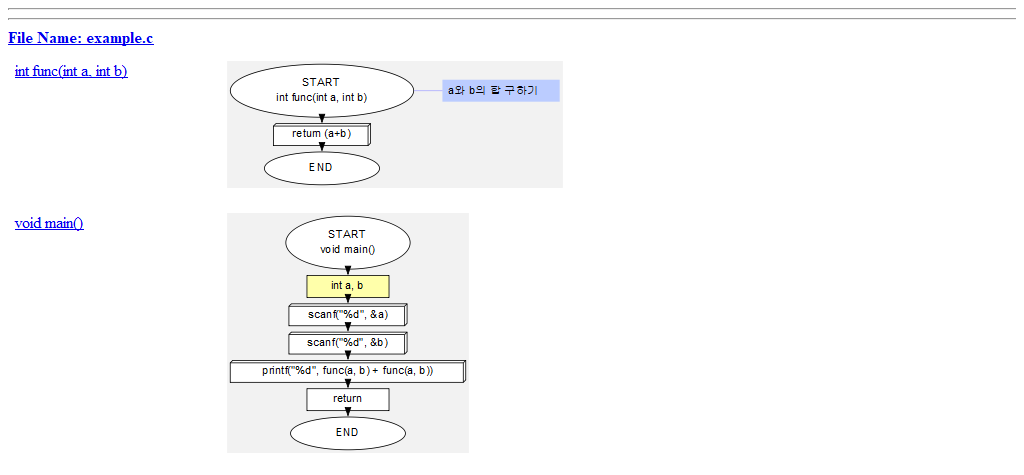 File Name: example.c
int func(int a, int b)
START
int func(int a, int b)
a와 b의 합 구하기
return (a+b)
END
void main()
START
void main()
int a, b
scanf("%d", &a)
scanf("%d", &b)
printf("%d", func(a, b) + func(a, b))
return
END